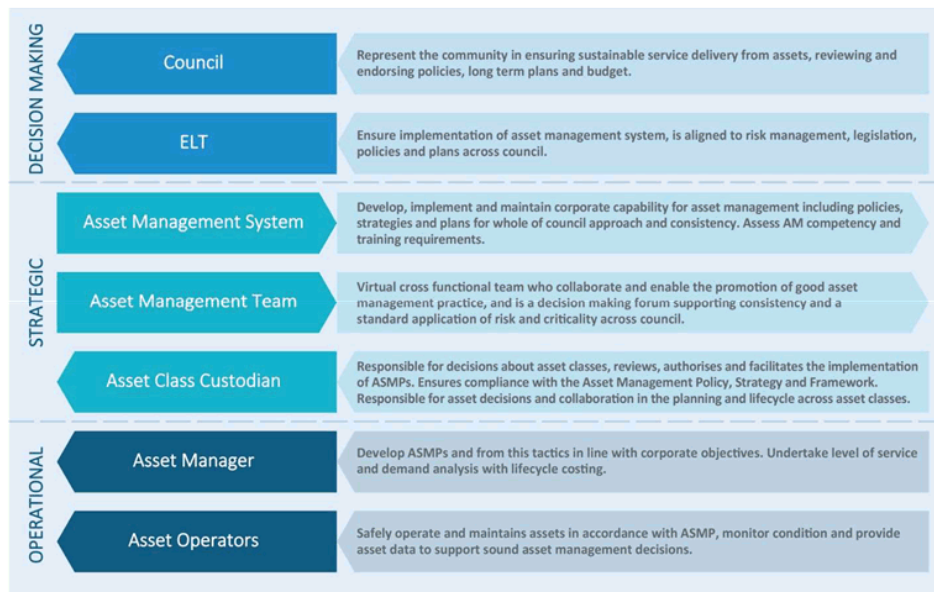 DECISION MAKING
Council
Represent the community in ensuring sustainable service delivery from assets, reviewing and
endorsing policies, long term plans and budget.
ELT
Ensure implementation of asset management system, is aligned to risk management, legislation,
policies and plans across council.
STRATEGIC
Asset Management System
Develop, implement and maintain corporate capability for asset management including policies,
strategies and plans for whole of council approach and consistency. Assess AM competency and
training requirements.
Asset Management Team
Virtual cross functional team who collaborate and enable the promotion of good asset
management practice, and is a decision making forum supporting consistency and a
standard application of risk and criticality across council.
Asset Class Custodian
Responsible for decisions about asset classes, reviews, authorises and facilitates the implementation
of ASMPs. Ensures compliance with the Asset Management Policy, Strategy and Framework.
Responsible for asset decisions and collaboration in the planning and lifecycle across asset classes.
OPERATIONAL
Asset Manager
Develop ASMPs and from this tactics in line with corporate objectives. Undertake level of service
and demand analysis with lifecycle costing.
Asset Operators
Safely operate and maintains assets in accordance with ASMP, monitor condition and provide
asset data to support sound asset management decisions.